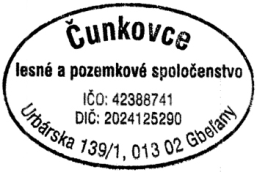 Čunkovce
lesné a pozemkové spoločenstvo
IČO: 42388741
DIČ: 2024125290
Urbárska 139/1, 013 02 Gbeľany